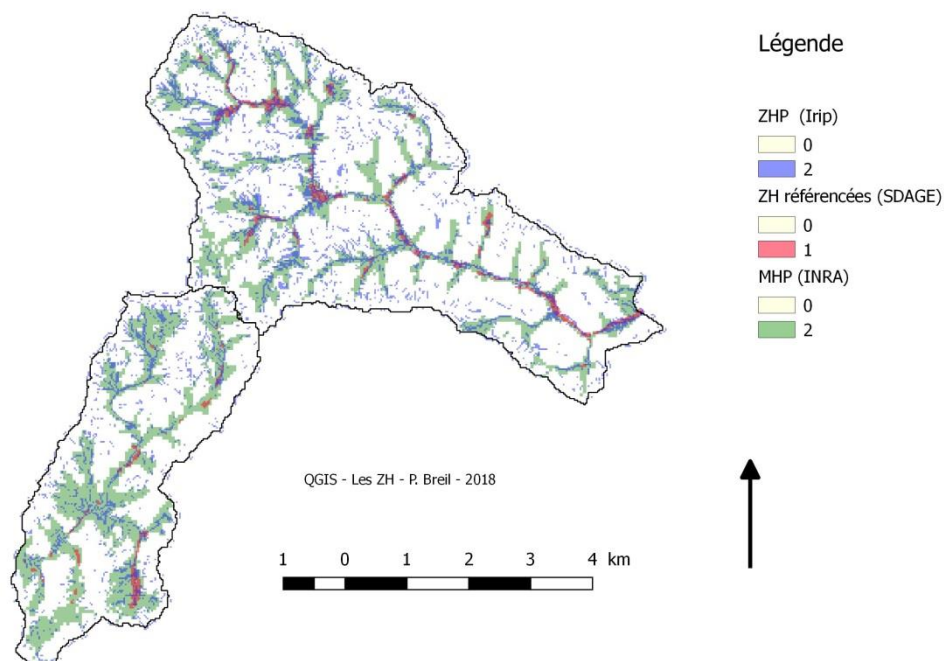 Légende
ZHP (Irip)
0
2
ZH référencées (SDAGE)
0
1
MHP (INRA)
0
2
QGIS - Les ZH - P. Breil - 2018
1 0 1 2 3 4 km